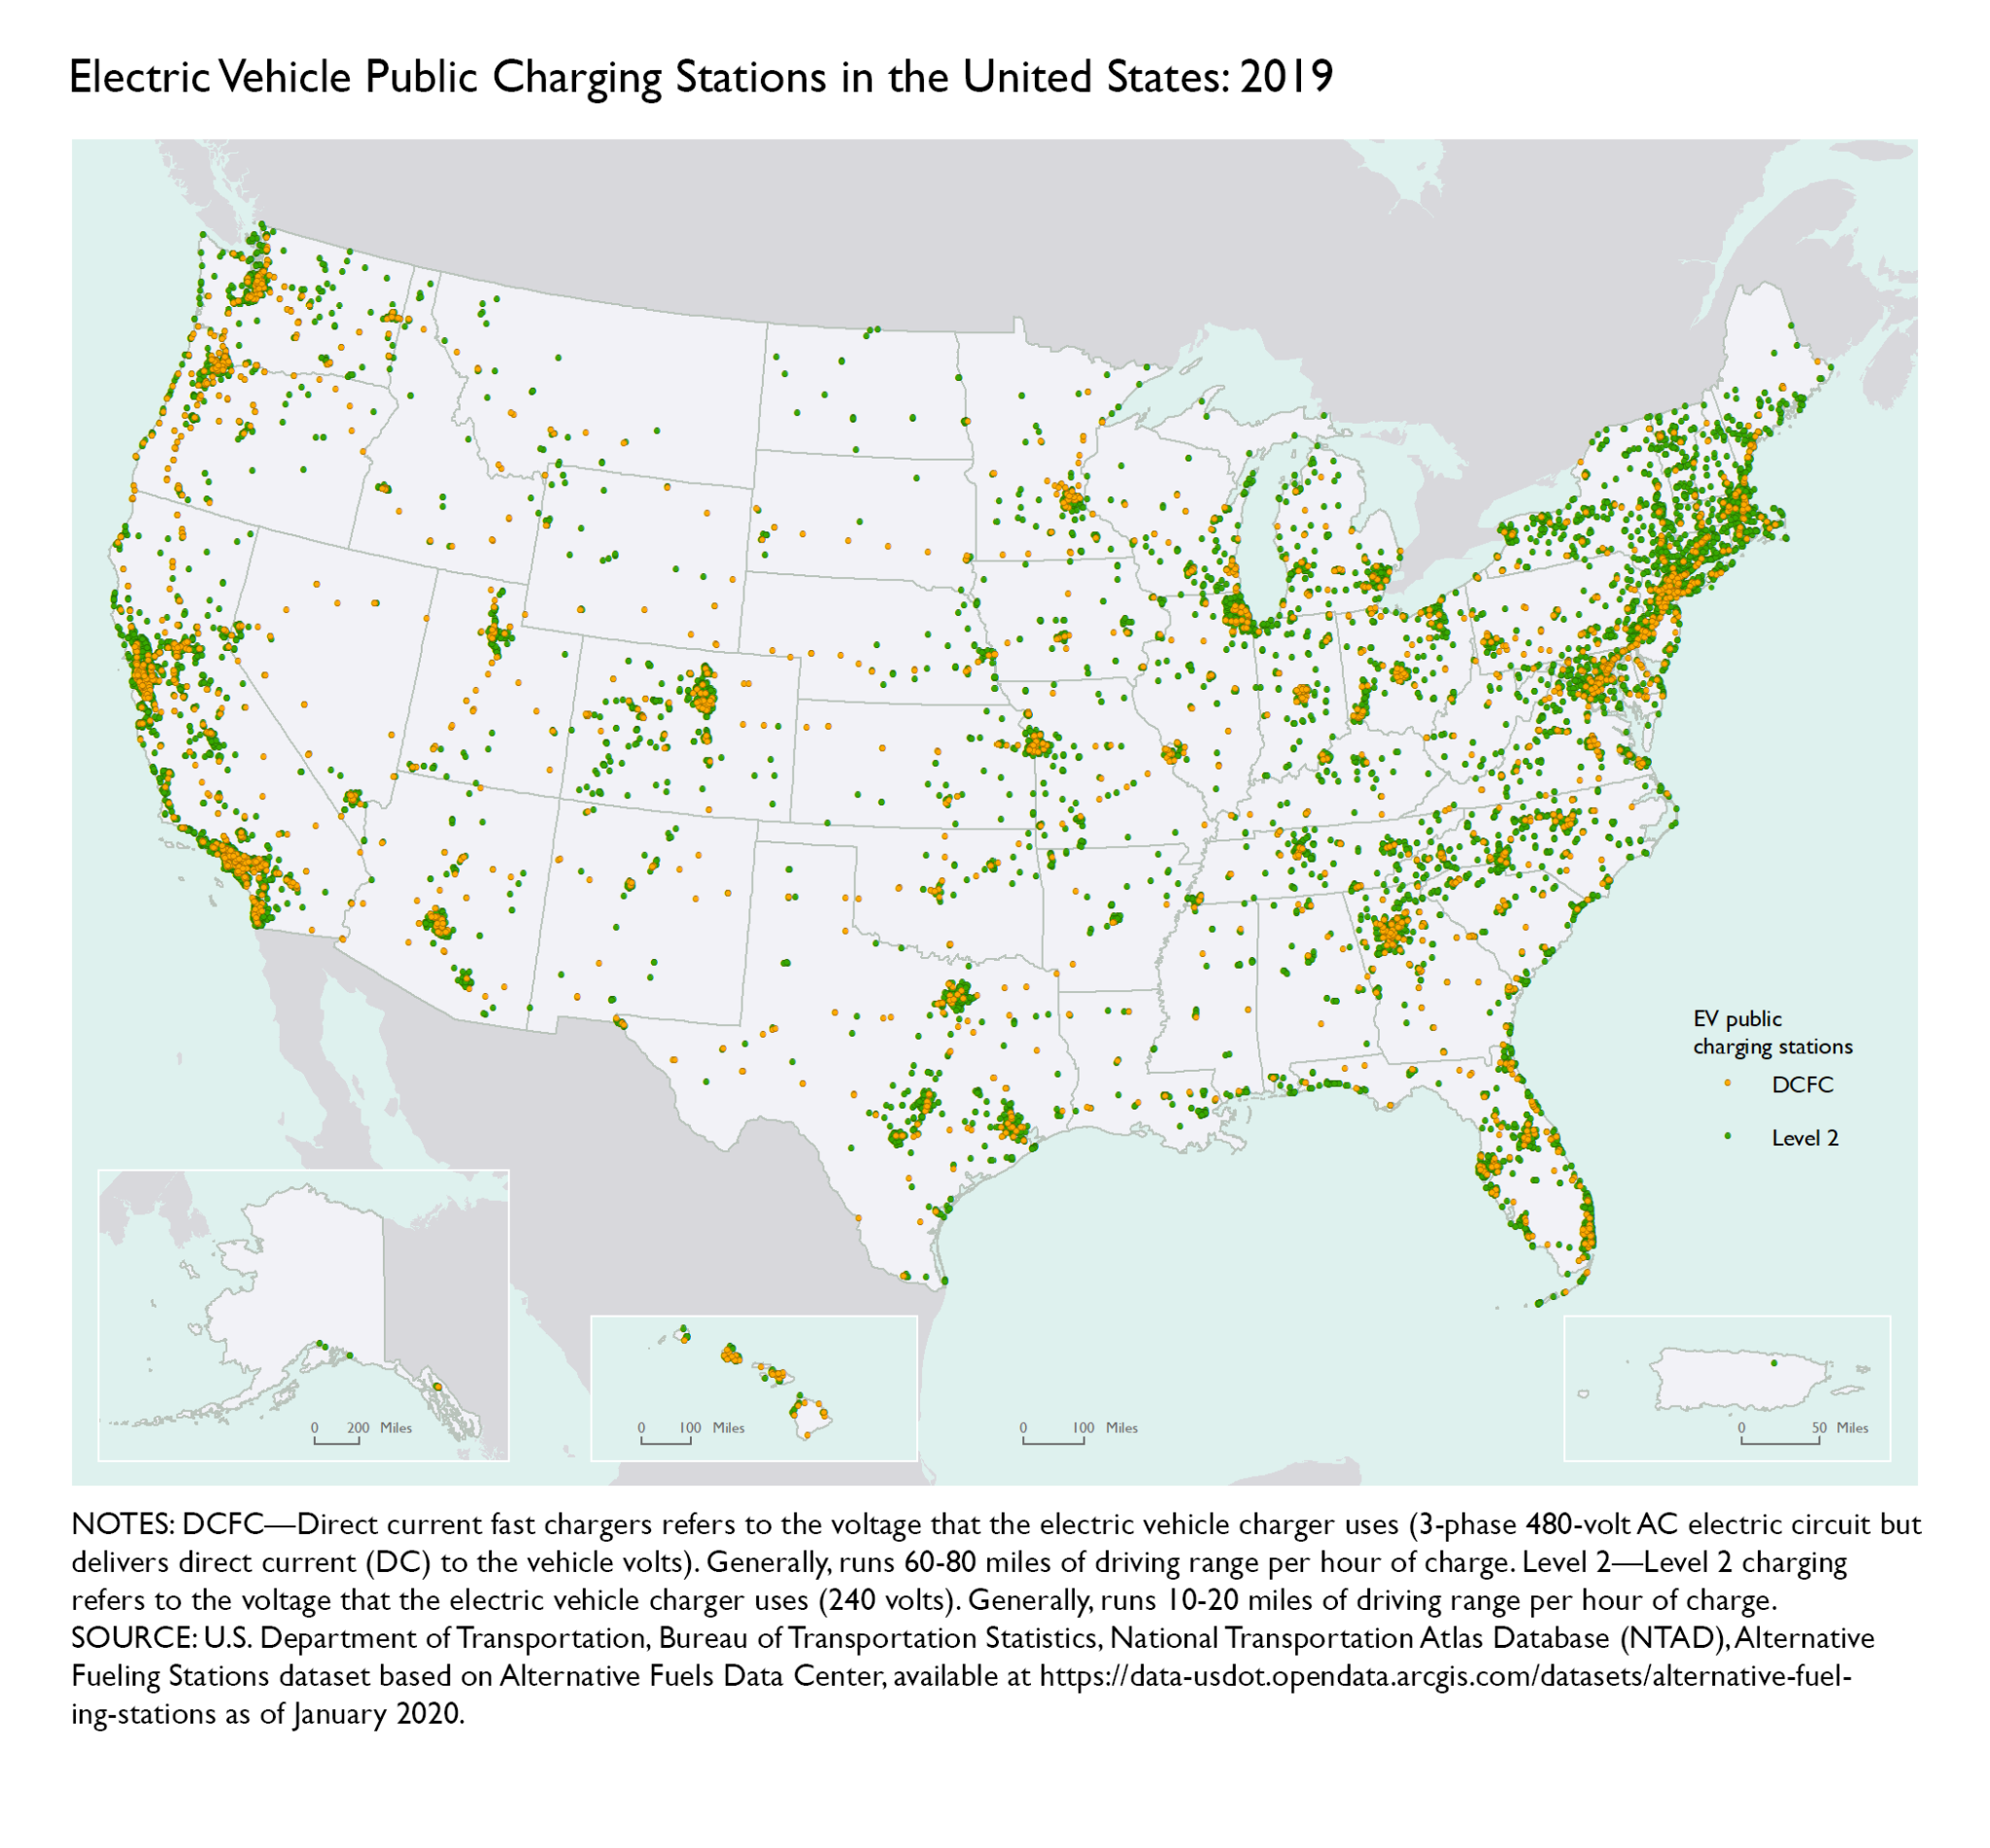 Electric Vehicle Public Charging Stations in the United States: 2019
EV public
charging stations
DCFC
Level 2
0 200 Miles
0 100 Miles
0 100 Miles
0 50 Miles
NOTES: DCFC—Direct current fast chargers refers to the voltage that the electric vehicle charger uses (3-phase 480-volt AC electric circuit but
delivers direct current (DC) to the vehicle volts). Generally, runs 60-80 miles of driving range per hour of charge. Level 2—Level 2 charging
refers to the voltage that the electric vehicle charger uses (240 volts). Generally, runs 10-20 miles of driving range per hour of charge.
SOURCE: U.S. Department of Transportation, Bureau of Transportation Statistics, National Transportation Atlas Database (NTAD), Alternative
Fueling Stations dataset based on Alternative Fuels Data Center, available at https://data-usdot.opendata.arcgis.com/datasets/alternative-fuel-
ing-stations as of January 2020.